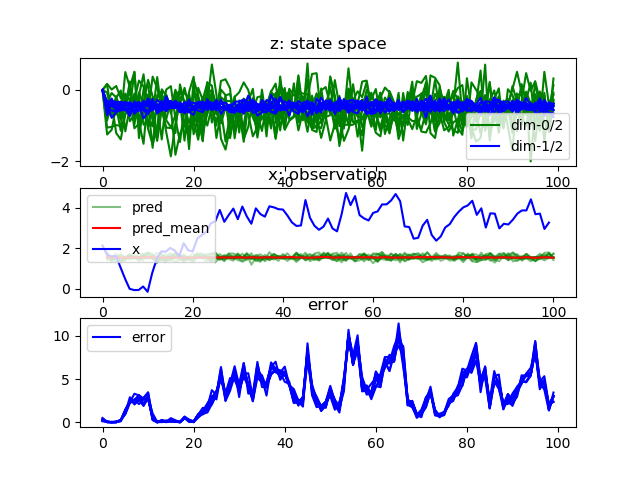 z: state space
0
−2
dim-0/2
dim-1/2
0 20 40 60 80 100
x: observation
4
2
0
pred
pred_mean
x
0 20 40 60 80 100
error
10
5
0
error
0 20 40 60 80 100